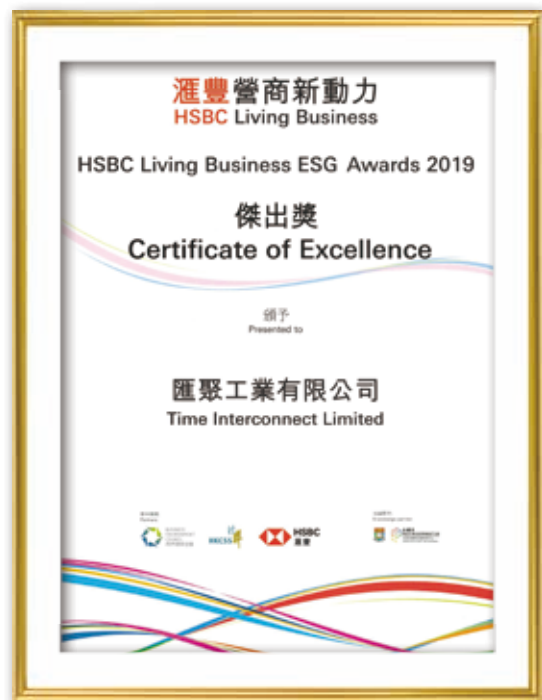 滙豐營商新動力
HSBC Living Business
HSBC Living Business ESG Awards 2019
傑出獎
Certificate of Excellence
頒予
Presented to
匯聚工業有限公司
Time Interconnect Limited
HKCSS
HSBC
滙豐